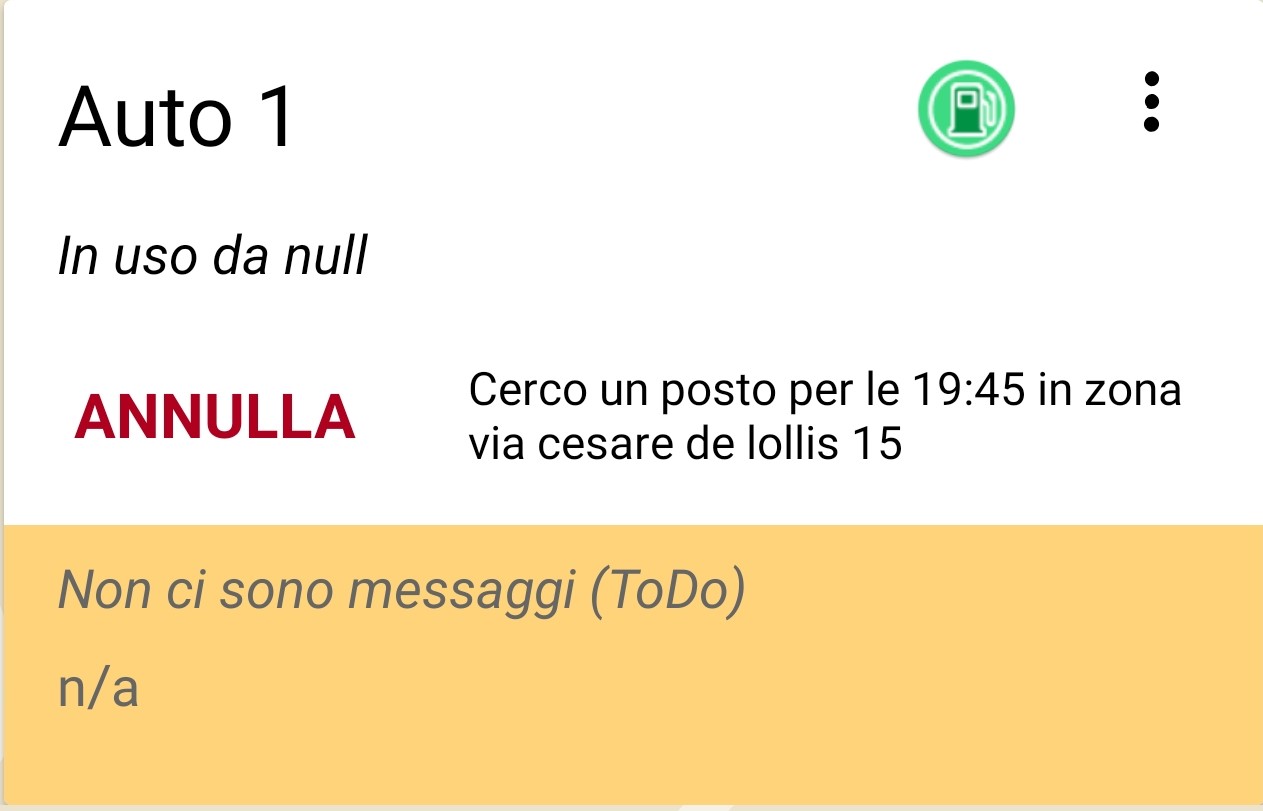 Auto 1
In uso da null
ANNULLA
Cerco un posto per le 19:45 in zona
via cesare de lollis 15
Non ci sono messaggi (ToDo)
n/a